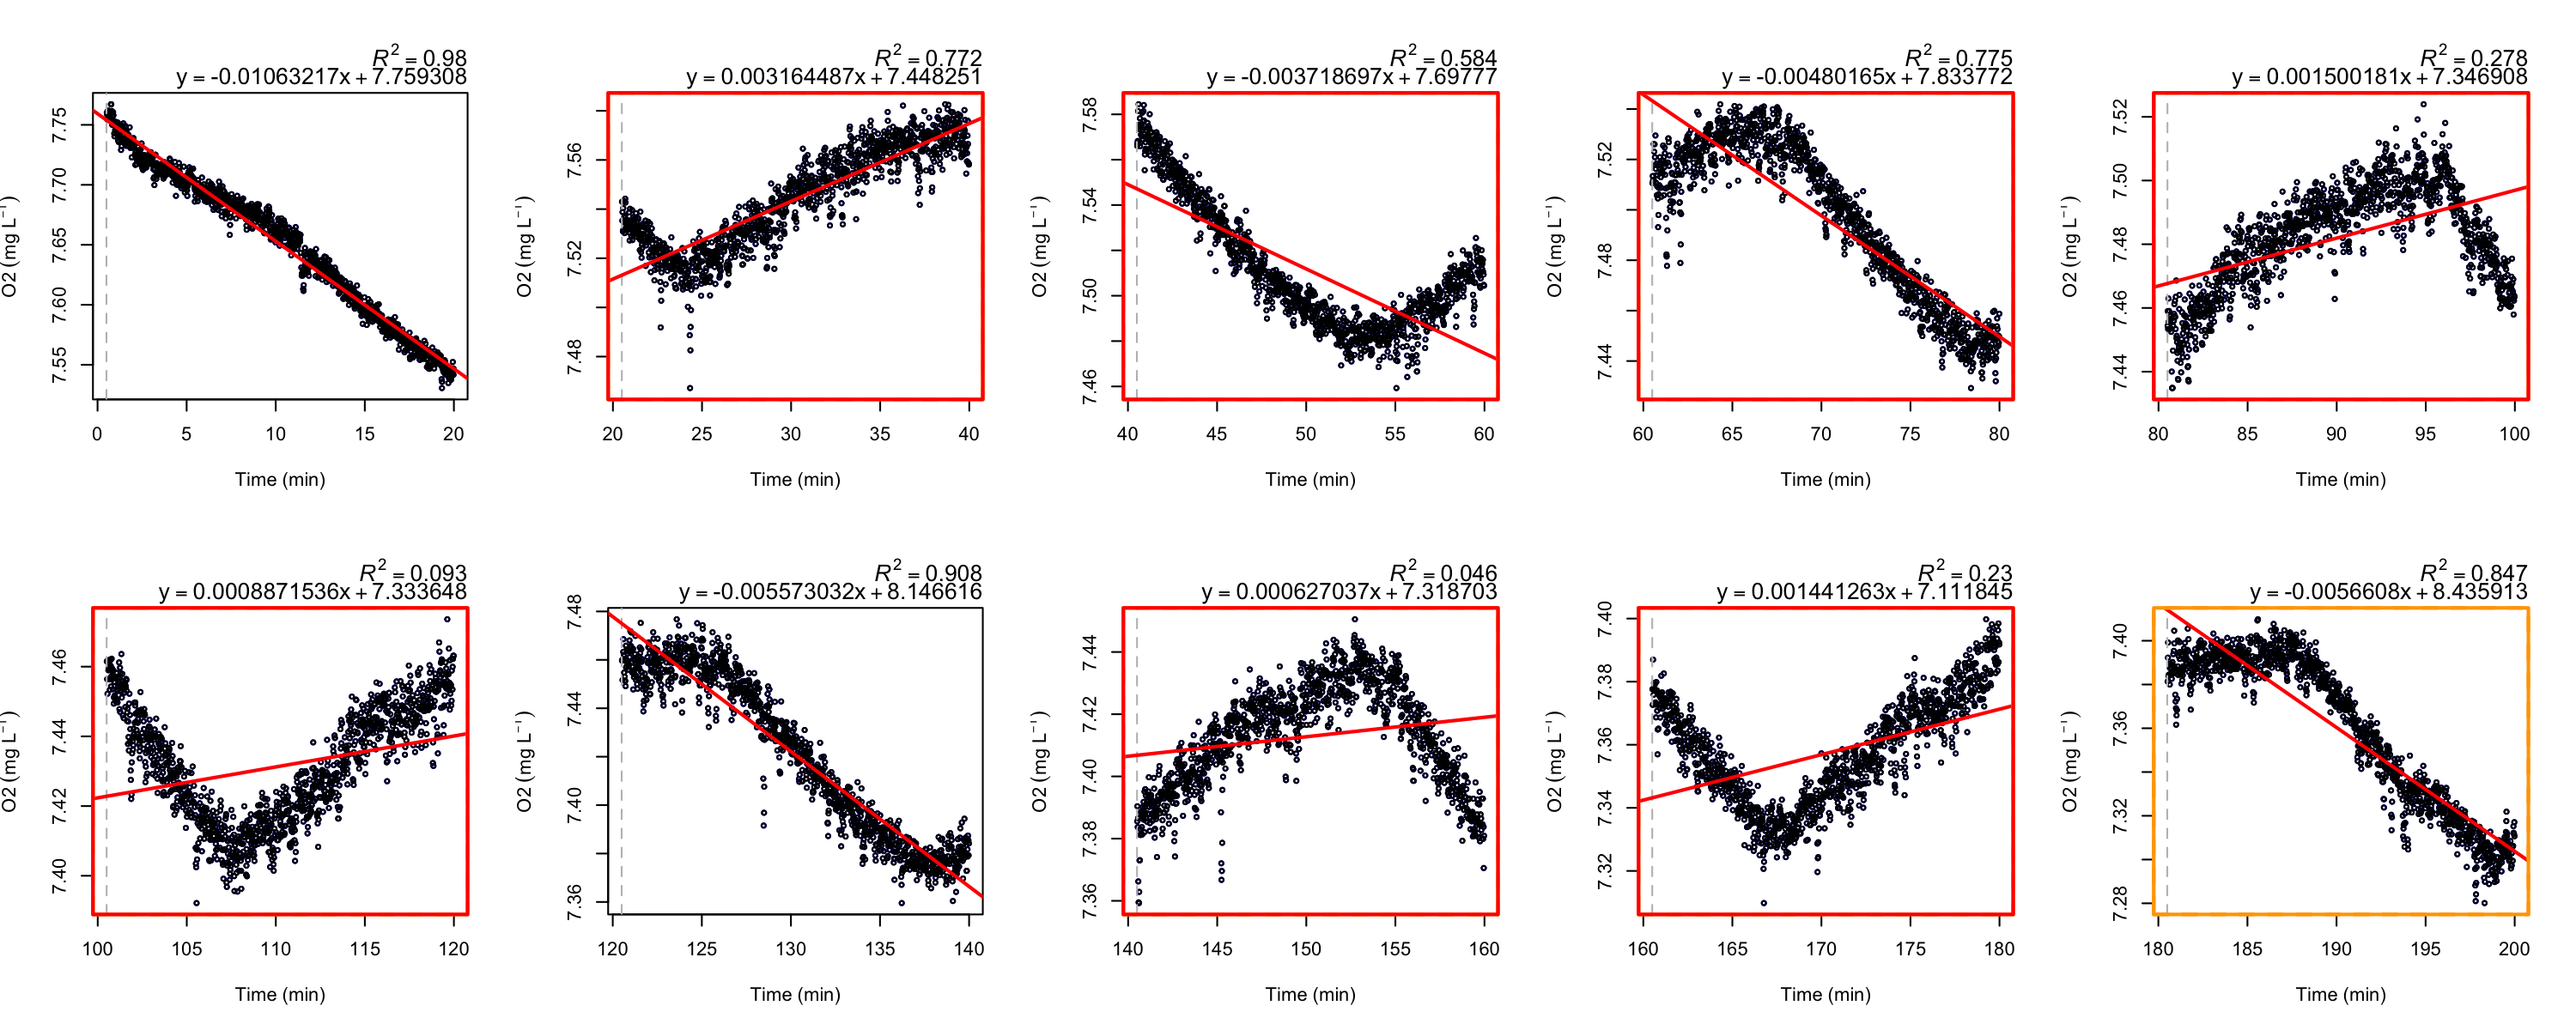 R2 = 0.98
y = -0.01063217x + 7.759308
O2 (mg L−1)
7.75
7.70
7.65
7.60
7.55
0 5 10 15 20
Time (min)
R2 = 0.772
y = 0.003164487x + 7.448251
O2 (mg L−1)
7.56
7.52
7.48
20 25 30 35 40
Time (min)
R2 = 0.584
y = -0.003718697x + 7.69777
O2 (mg L−1)
7.58
7.54
7.50
7.46
40 45 50 55 60
Time (min)
R2 = 0.775
y = -0.00480165x + 7.833772
O2 (mg L−1)
7.52
7.48
7.44
60 65 70 75 80
Time (min)
R2 = 0.278
y = 0.001500181x + 7.346908
O2 (mg L−1)
7.52
7.50
7.48
7.46
7.44
80 85 90 95 100
Time (min)
R2 = 0.093
y = 0.0008871536x + 7.333648
O2 (mg L−1)
7.46
7.44
7.42
7.40
100 105 110 115 120
Time (min)
R2 = 0.908
y = -0.005573032x + 8.146616
O2 (mg L−1)
7.48
7.44
7.40
7.36
120 125 130 135 140
Time (min)
R2 = 0.046
y = 0.000627037x + 7.318703
O2 (mg L−1)
7.44
7.42
7.40
7.38
7.36
140 145 150 155 160
Time (min)
R2 = 0.23
y = 0.001441263x + 7.111845
O2 (mg L−1)
7.40
7.38
7.36
7.34
7.32
160 165 170 175 180
Time (min)
R2 = 0.847
y = -0.0056608x + 8.435913
O2 (mg L−1)
7.40
7.36
7.32
7.28
180 185 190 195 200
Time (min)